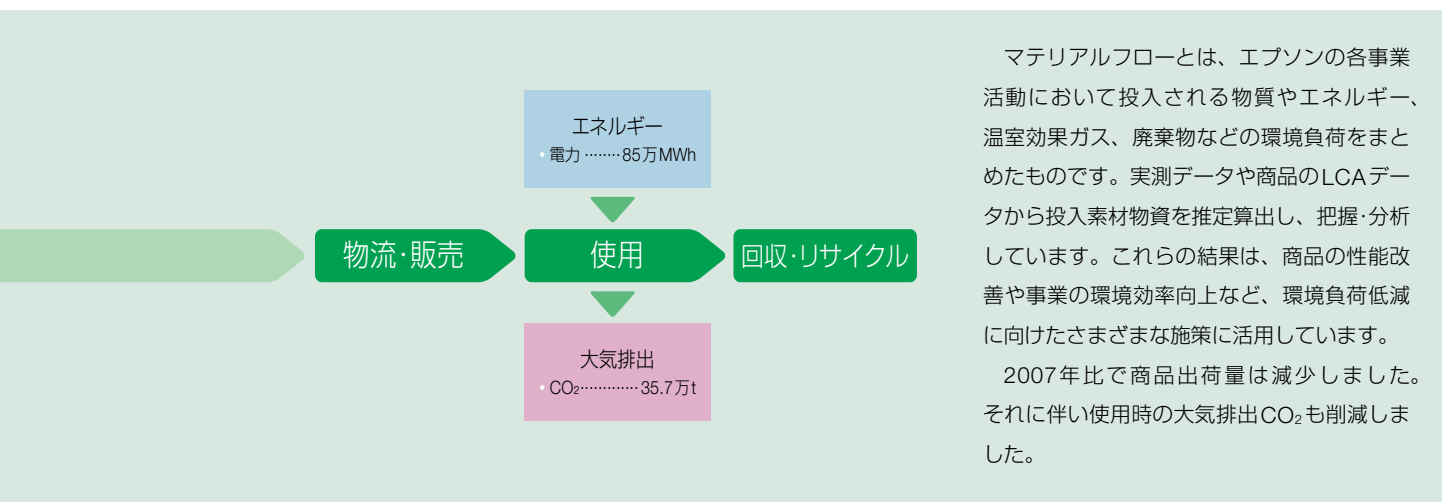 エネルギー
• 電力 ········ 85万MWh
物流·販売
使用
回収·リサイクル
大気排出
• CO₂ ············· 35.7万t
マテリアルフローとは、エプソンの各事業
活動において投入される物質やエネルギー、
温室効果ガス、廃棄物などの環境負荷をまと
めたものです。実測データや商品のLCAデー
タから投入素材物資を推定算出し、把握·分析
しています。これらの結果は、商品の性能改
善や事業の環境効率向上など、環境負荷低減
に向けたさまざまな施策に活用しています。
2007年比で商品出荷量は減少しました。
それに伴い使用時の大気排出CO₂も削減しま
した。